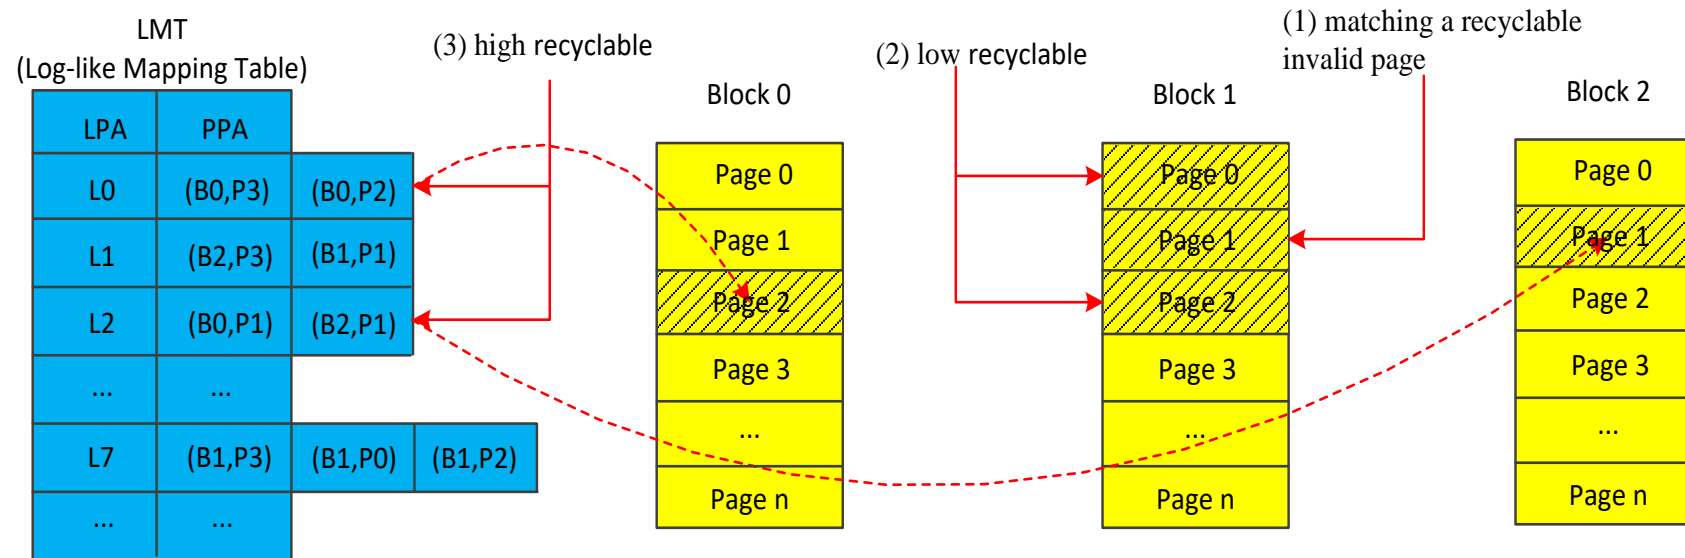 LMT
(Log-like Mapping Table)
(3) high recyclable
(2) low recyclable
(1) matching a recyclable
invalid page
LPA PPA
L0 (B0,P3) (B0,P2)
L1 (B2,P3) (B1,P1)
L2 (B0,P1) (B2,P1)
... ...
L7 (B1,P3) (B1,P0) (B1,P2)
... ...
Block 0
Page 0
Page 1
Page 2
Page 3
...
Page n
Block 1
Page 0
Page 1
Page 2
Page 3
...
Page n
Block 2
Page 0
Page 1
Page 2
Page 3
...
Page n